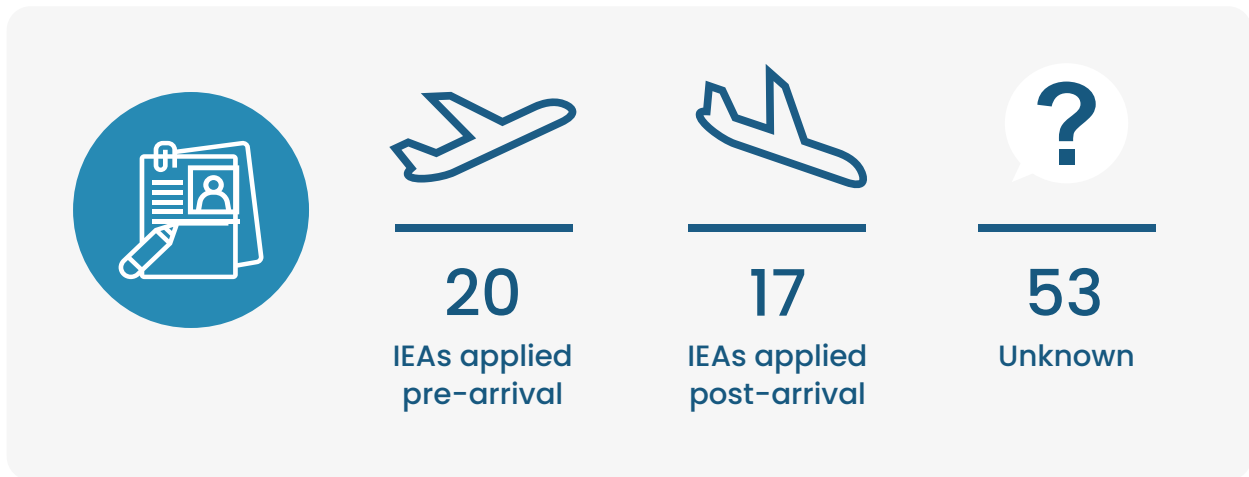 ?
20
IEAs applied
pre-arrival
17
IEAs applied
post-arrival
53
Unknown